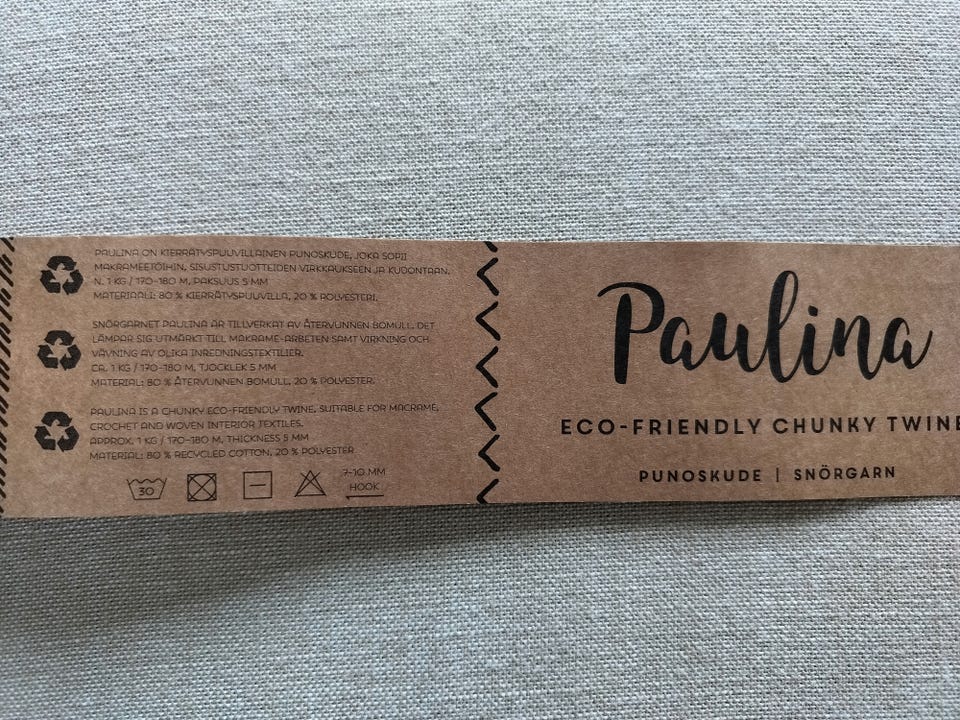 PAULINA ON KIERRÄTYSPUUVILLAINEN PUNOSKUDE, JOKA SOPII
MAKRAMEETÖIHIN, SISUSTUSTUOTTEIDEN VIRKKAUKSEEN JA KUDONTAAN.
N. 1 KG / 170-180 M, PAKSUUS 5 MM
MATERIAALI: 80 % KIERRÄTYSPUUVILLA, 20 % POLYESTERI.
SNÖRGARNET PAULINA ÄR TILLVERKAT AV ÅTERVUNNEN BOMULL. DET
LÄMPAR SIG UTMÄRKT TILL MAKRAME-ARBETEN SAMT VIRKNING OCH
VÄVNING AV OLIKA INREDNINGSTEXTILIER.
CA. 1 KG / 170-180 M, TJOCKLEK 5 MM
MATERIAL: 80 % ÅTERVUNNEN BOMULL, 20 % POLYESTER.
PAULINA IS A CHUNKY ECO-FRIENDLY TWINE, SUITABLE FOR MACRAME,
CROCHET AND WOVEN INTERIOR TEXTILES.
APPROX. 1 KG / 170-180 M, THICKNESS 5 MM
MATERIAL: 80 % RECYCLED COTTON, 20 % POLYESTER
30
7-10 MM
HOOK
Paulina
ECO-FRIENDLY CHUNKY TWINE
PUNOSKUDE | SNÖRGARN